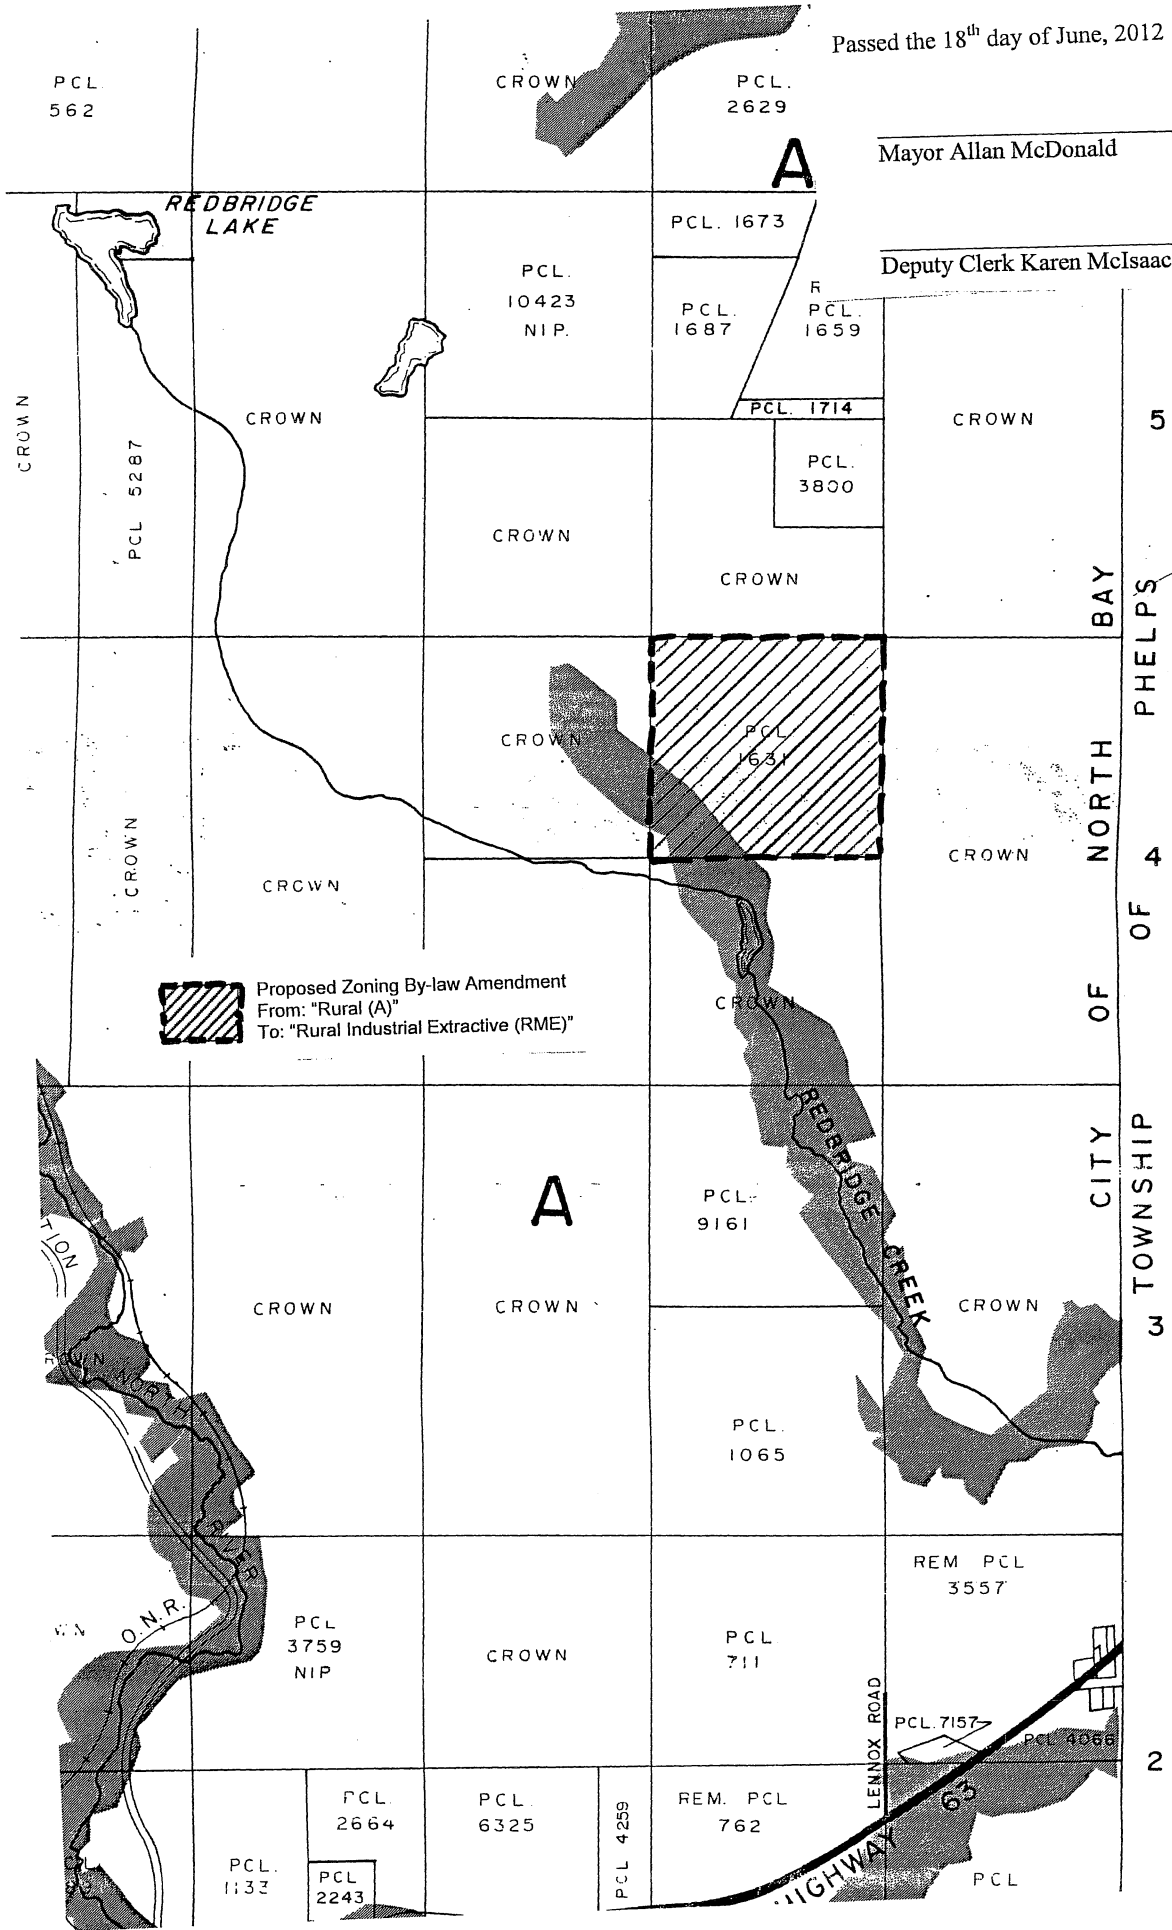 Passed the 18th day of June, 2012
PCL.
562
CROWN
PCL.
2629
A
Mayor Allan McDonald
REDBRIDGE
LAKE
PCL. 1673
Deputy Clerk Karen McIsaac
PCL.
10423
NIP.
PCL.
1687
R
PCL.
1659
PCL. 1714
CROWN
CROWN
CROWN
5
PCL 5287
PCL.
3800
CROWN
CROWN
CITY OF NORTH BAY
TOWNSHIP OF PHELPS
CROWN
PCL.
1631
CROWN
CROWN
CROWN
4
Proposed Zoning By-law Amendment
From: "Rural (A)"
To: "Rural Industrial Extractive (RME)"
CROWN
REDBRIDGE CREEK
A
PCL.
9161
TION
CROWN
CROWN
CROWN
3
ROWN
NORTH
RIVER
PCL.
1065
REM PCL
3557
O.N.R.
WN
PCL
3759
NIP
CROWN
PCL
711
LENNOX ROAD
PCL. 7157
PCL 4066
2
HIGHWAY 63
PCL.
2664
PCL.
6325
PCL 4259
REM. PCL
762
PCL.
1133
PCL
2243
PCL